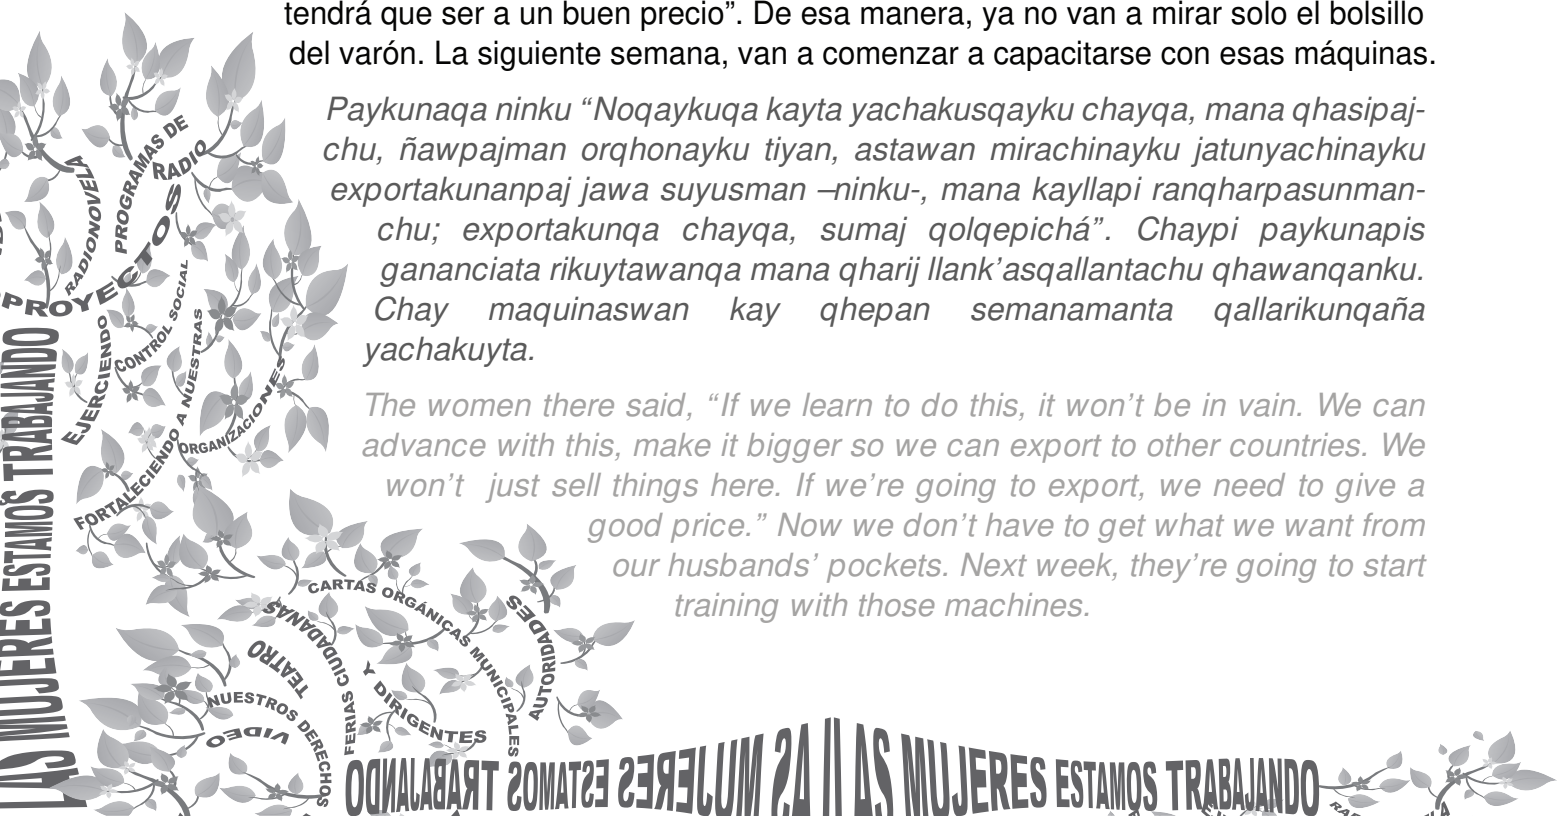 tendrá que ser a un buen precio”. De esa manera, ya no van a mirar solo el bolsillo
del varón. La siguiente semana, van a comenzar a capacitarse con esas máquinas.
Paykunaqa ninku “Noqaykuqa kayta yachakusqayku chayqa, mana qhasipaj-
chu, ñawpajman orqhonayku tiyan, astawan mirachinayku jatunyachinayku
exportakunanpaj jawa suyusman –ninku-, mana kayllapi ranqharpasunman-
chu; exportakunqa chayqa, sumaj qolqepichá”. Chaypi paykunapis
gananciata rikuytawanqa mana qharij llank’asqallantachu qhawanqanku.
Chay maquinaswan kay qhepan semanamanta qallarikunqaña
yachakuyta.
The women there said, “If we learn to do this, it won’t be in vain. We can
advance with this, make it bigger so we can export to other countries. We
won’t just sell things here. If we’re going to export, we need to give a
good price.” Now we don’t have to get what we want from
our husbands’ pockets. Next week, they’re going to start
training with those machines.
PROGRAMAS DE
RADIO
RADIONOVELA
PROYECTOS
EJERCIENDO
CONTROL SOCIAL
FORTALECIENDO A NUESTRAS
ORGANIZACIONES
LAS MUJERES ESTAMOS TRABAJANDO
CARTAS ORGÁNICAS MUNICIPALES
AUTORIDADES
Y DIRIGENTES
FERIAS CIUDADANAS
TEATRO
NUESTROS DERECHOS
VIDEO
LAS MUJERES ESTAMOS TRABAJANDO
MUJERES ESTAMOS TRABAJANDO